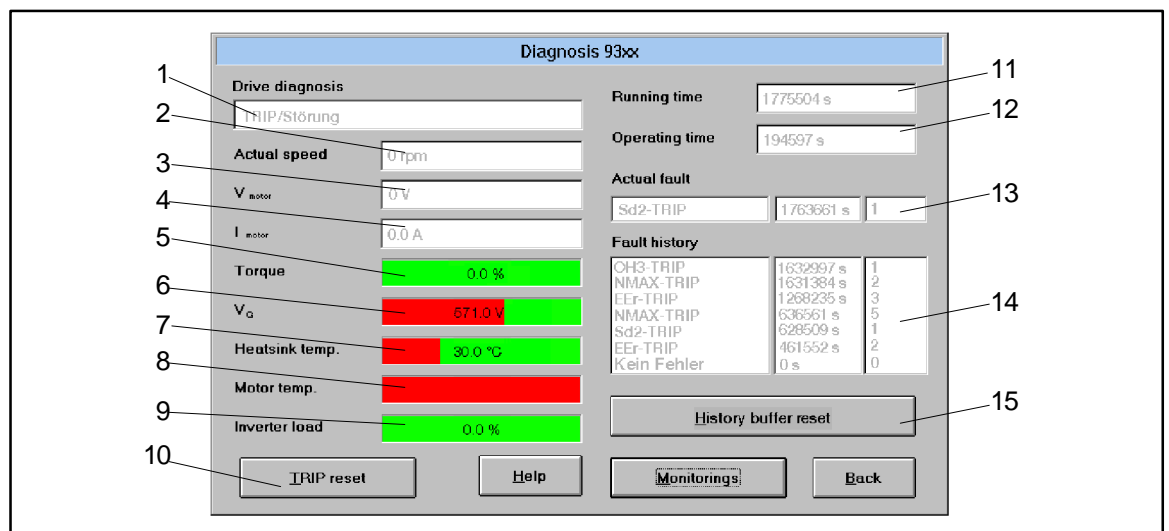 Diagnosis 93xx
1
Drive diagnosis
TRIP/Störung
2
Actual speed
0 rpm
3
V motor
0 V
4
I motor
0.0 A
5
Torque
0.0 %
6
VG
571.0 V
7
Heatsink temp.
30.0 °C
8
Motor temp.
9
Inverter load
0.0 %
10
TRIP reset
Help
Running time
1775504 s
11
Operating time
194597 s
12
Actual fault
Sd2-TRIP 1763661 s 1
13
Fault history
OH3-TRIP 1632997 s 1
NMAX-TRIP 1631384 s 2
EEr-TRIP 1268235 s 3
NMAX-TRIP 636561 s 5
Sd2-TRIP 628509 s 1
EEr-TRIP 461552 s 2
Kein Fehler 0 s 0
14
History buffer reset
15
Monitorings
Back